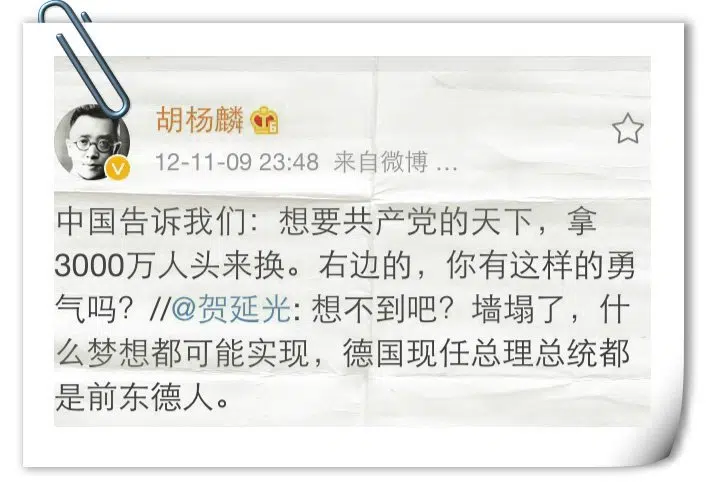 胡杨麟
12-11-09 23:48 来自微博 ...
中国告诉我们：想要共产党的天下，拿
3000万人头来换。右边的，你有这样的勇
气吗？//@贺延光: 想不到吧？墙塌了，什
么梦想都可能实现，德国现任总理总统都
是前东德人。